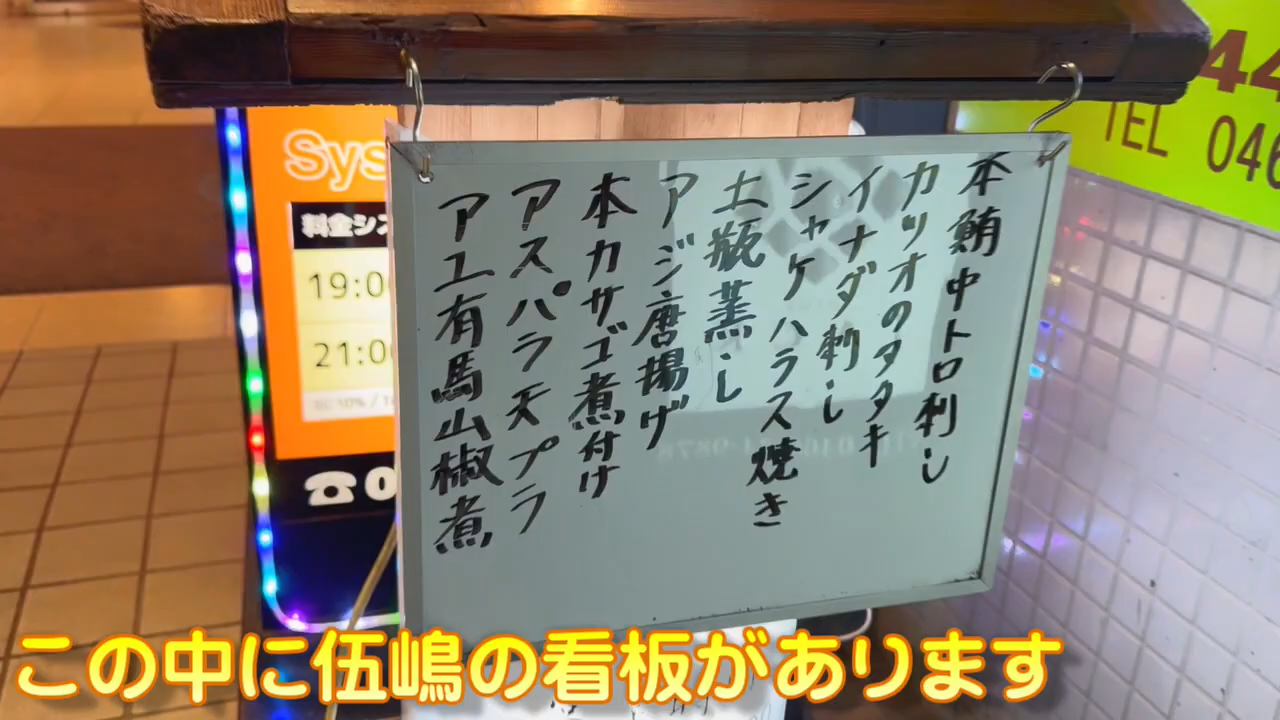 本鮪中トロ刺し
カツオのタタキ
イナダ刺し
シャケハラス焼き
土瓶蒸し
アジ唐揚げ
本カサゴ煮付け
アスパラ天プラ
アユ有馬山椒煮
Sys
料金シス
19:00
21:00
☎0
44
TEL 046
この中に伍嶋の看板があります